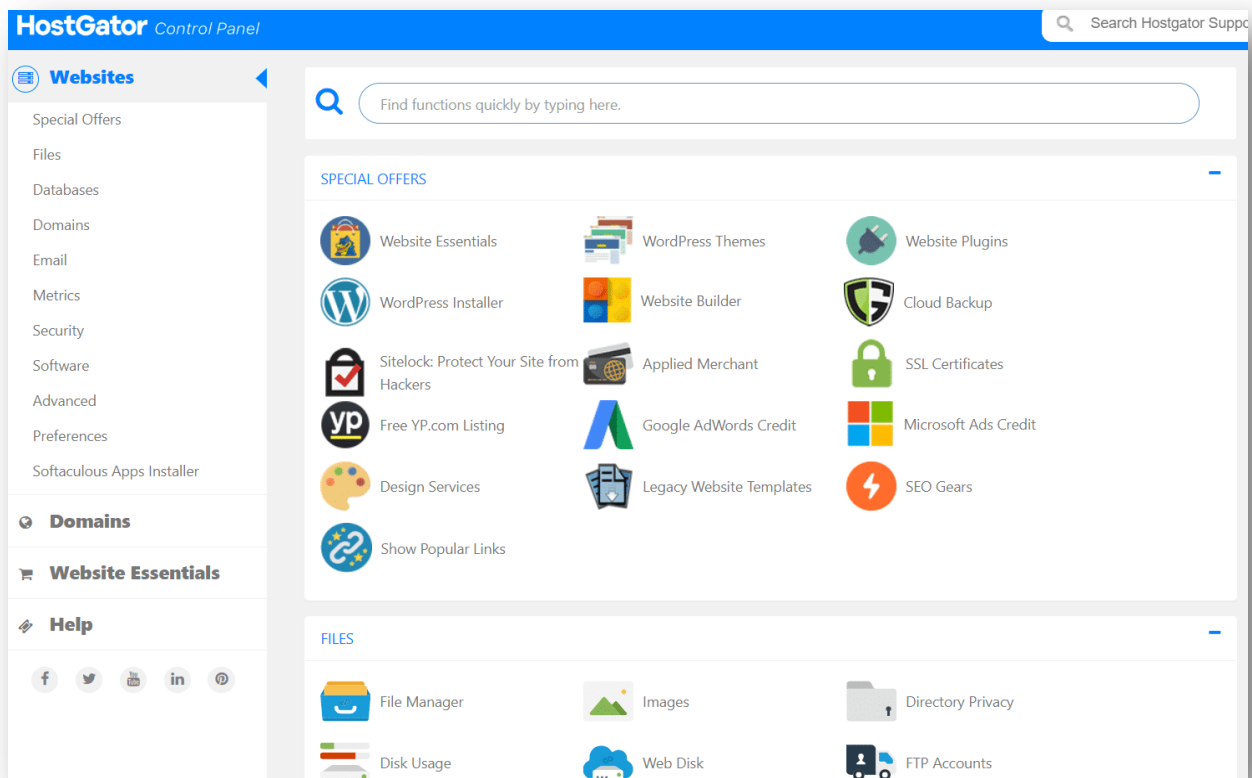 HostGator Control Panel
Search Hostgator
Websites
Special Offers
Files
Databases
Domains
Email
Metrics
Security
Software
Advanced
Preferences
Softaculous Apps Installer
Domains
Website Essentials
Help
Find functions quickly by typing here.
SPECIAL OFFERS
Website Essentials
WordPress Themes
Website Plugins
WordPress Installer
Website Builder
Cloud Backup
Sitelock: Protect Your Site from
Hackers
Applied Merchant
SSL Certificates
yp
Free YP.com Listing
Google AdWords Credit
Microsoft Ads Credit
Design Services
Legacy Website Templates
SEO Gears
Show Popular Links
FILES
File Manager
Images
Directory Privacy
Disk Usage
Web Disk
FTP Accounts